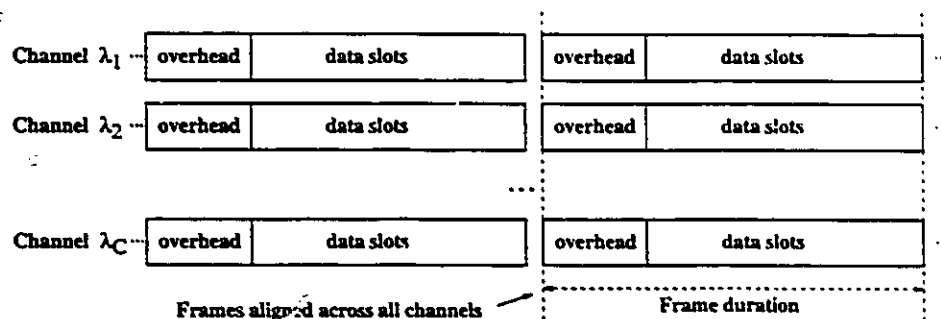 Channel λ1 ... overhead data slots overhead data slots ...
Channel λ2 ... overhead data slots overhead data slots
...
Channel λC ... overhead data slots overhead data slots
Frames aligned across all channels Frame duration